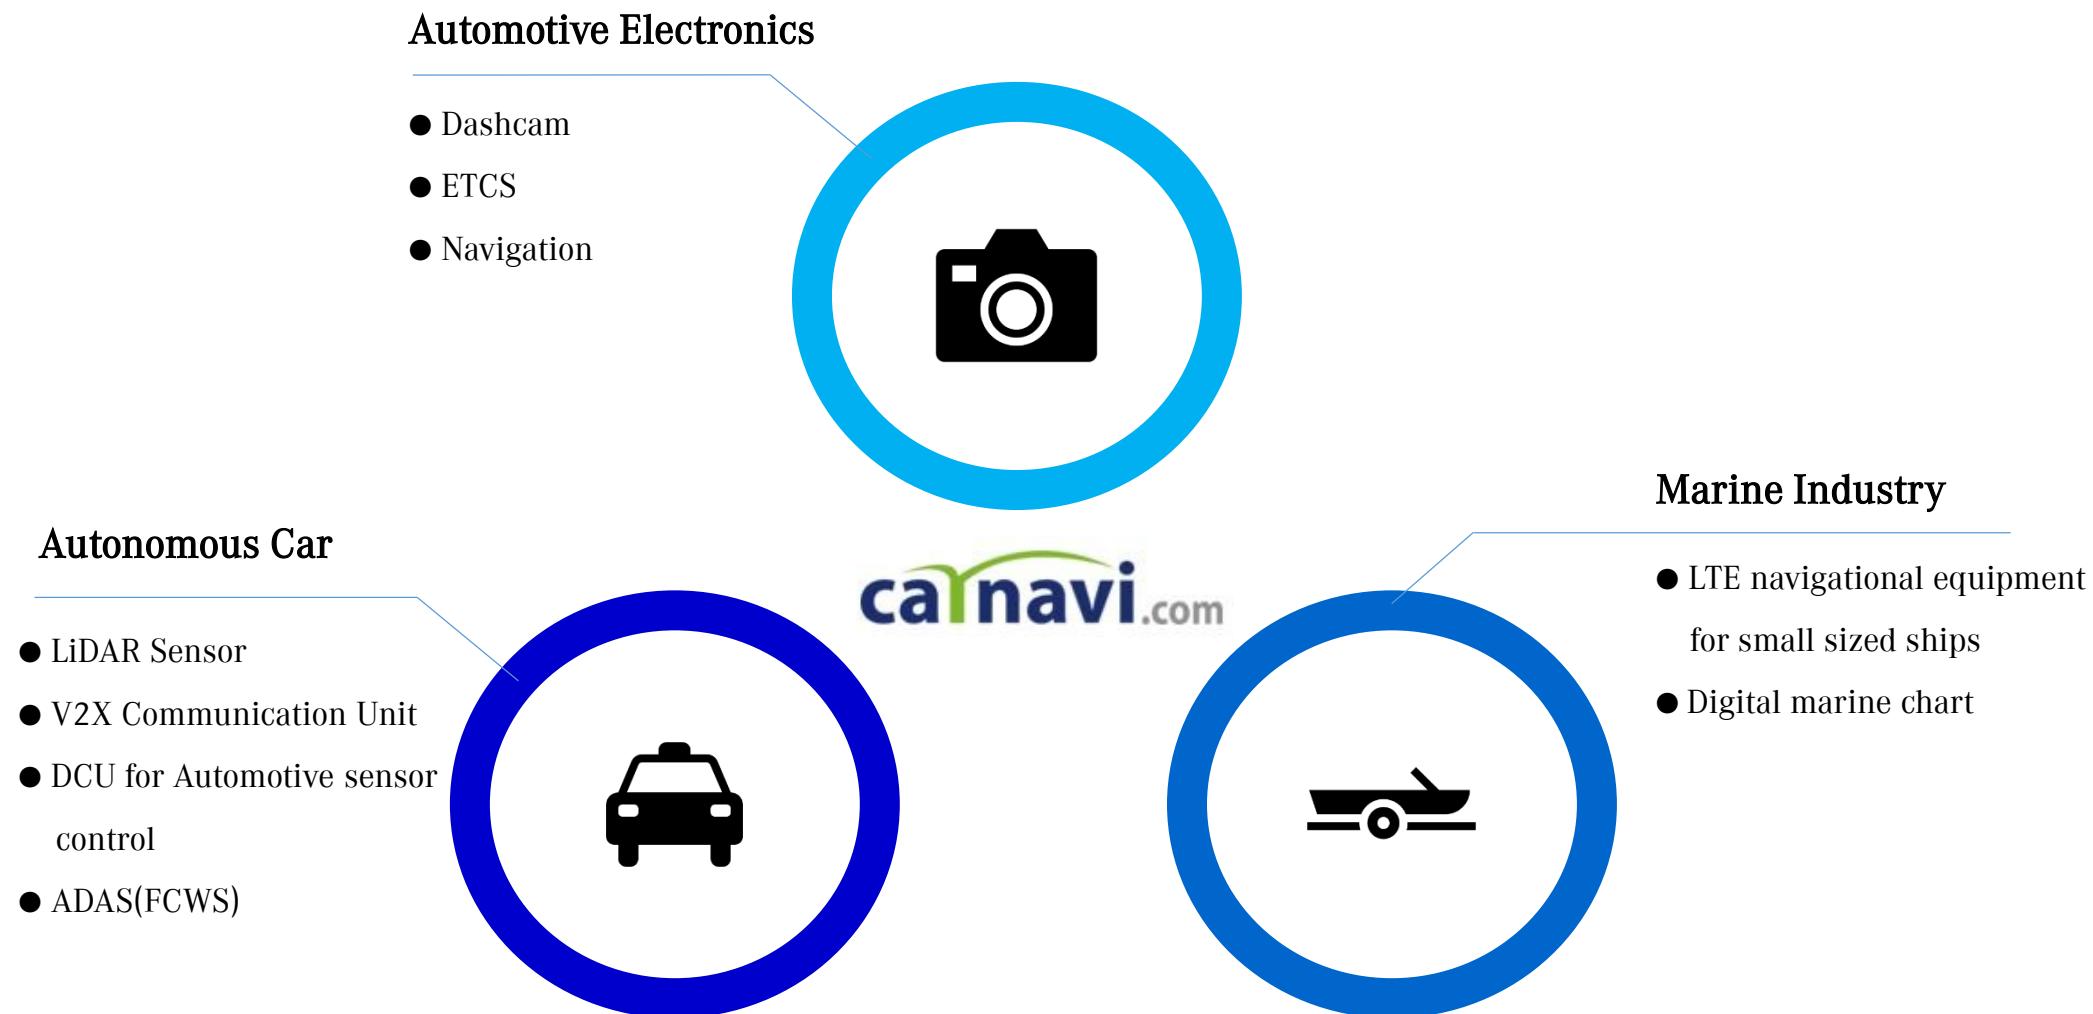 Automotive Electronics
● Dashcam
● ETCS
● Navigation
carnavi.com
Autonomous Car
● LiDAR Sensor
● V2X Communication Unit
● DCU for Automotive sensor
control
● ADAS(FCWS)
Marine Industry
● LTE navigational equipment
for small sized ships
● Digital marine chart